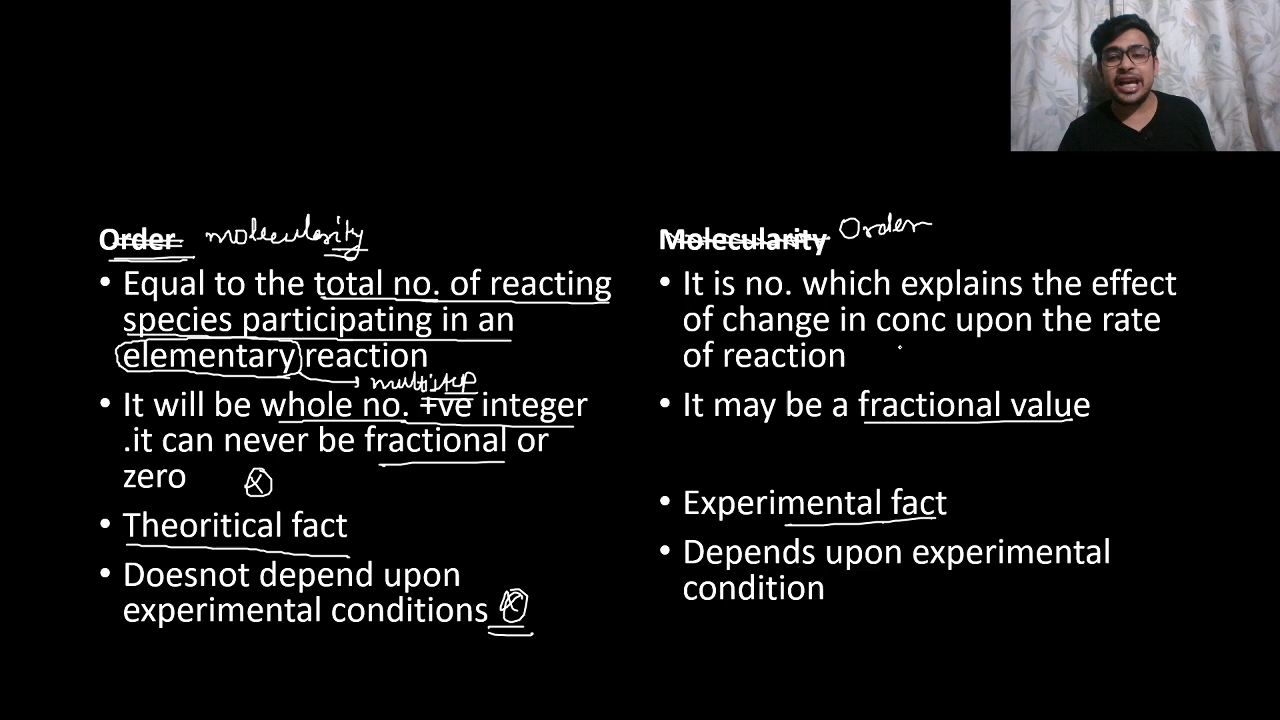 Order molecularity
• Equal to the total no. of reacting
species participating in an
elementary reaction
multistep
• It will be whole no. +ve integer
.it can never be fractional or
zero
• Theoritical fact
• Doesnot depend upon
experimental conditions
Molecularity Order
• It is no. which explains the effect
of change in conc upon the rate
of reaction
• It may be a fractional value
• Experimental fact
• Depends upon experimental
condition